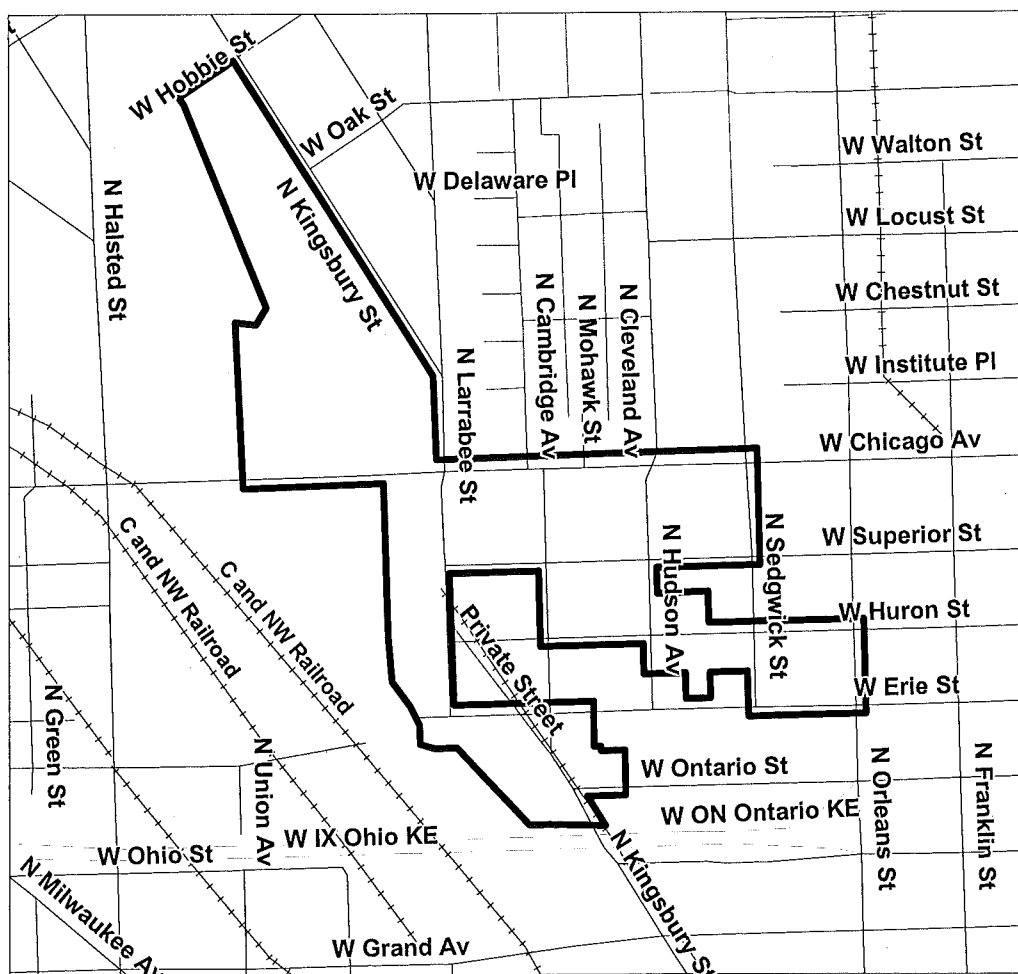 W Hobbie St
W Oak St
W Walton St
W Delaware Pl
N Halsted St
N Kingsbury St
W Locust St
W Chestnut St
N Larrabee St
N Cambridge Av
N Mohawk St
N Cleveland Av
W Institute Pl
W Chicago Av
C and NW Railroad
C and NW Railroad
N Hudson Av
N Sedgwick St
W Superior St
W Huron St
Private Street
W Erie St
N Green St
N Union Av
W Ontario St
N Orleans St
N Franklin St
W ON Ontario KE
W IX Ohio KE
W Ohio St
N Milwaukee Av
N Kingsbury St
W Grand Av